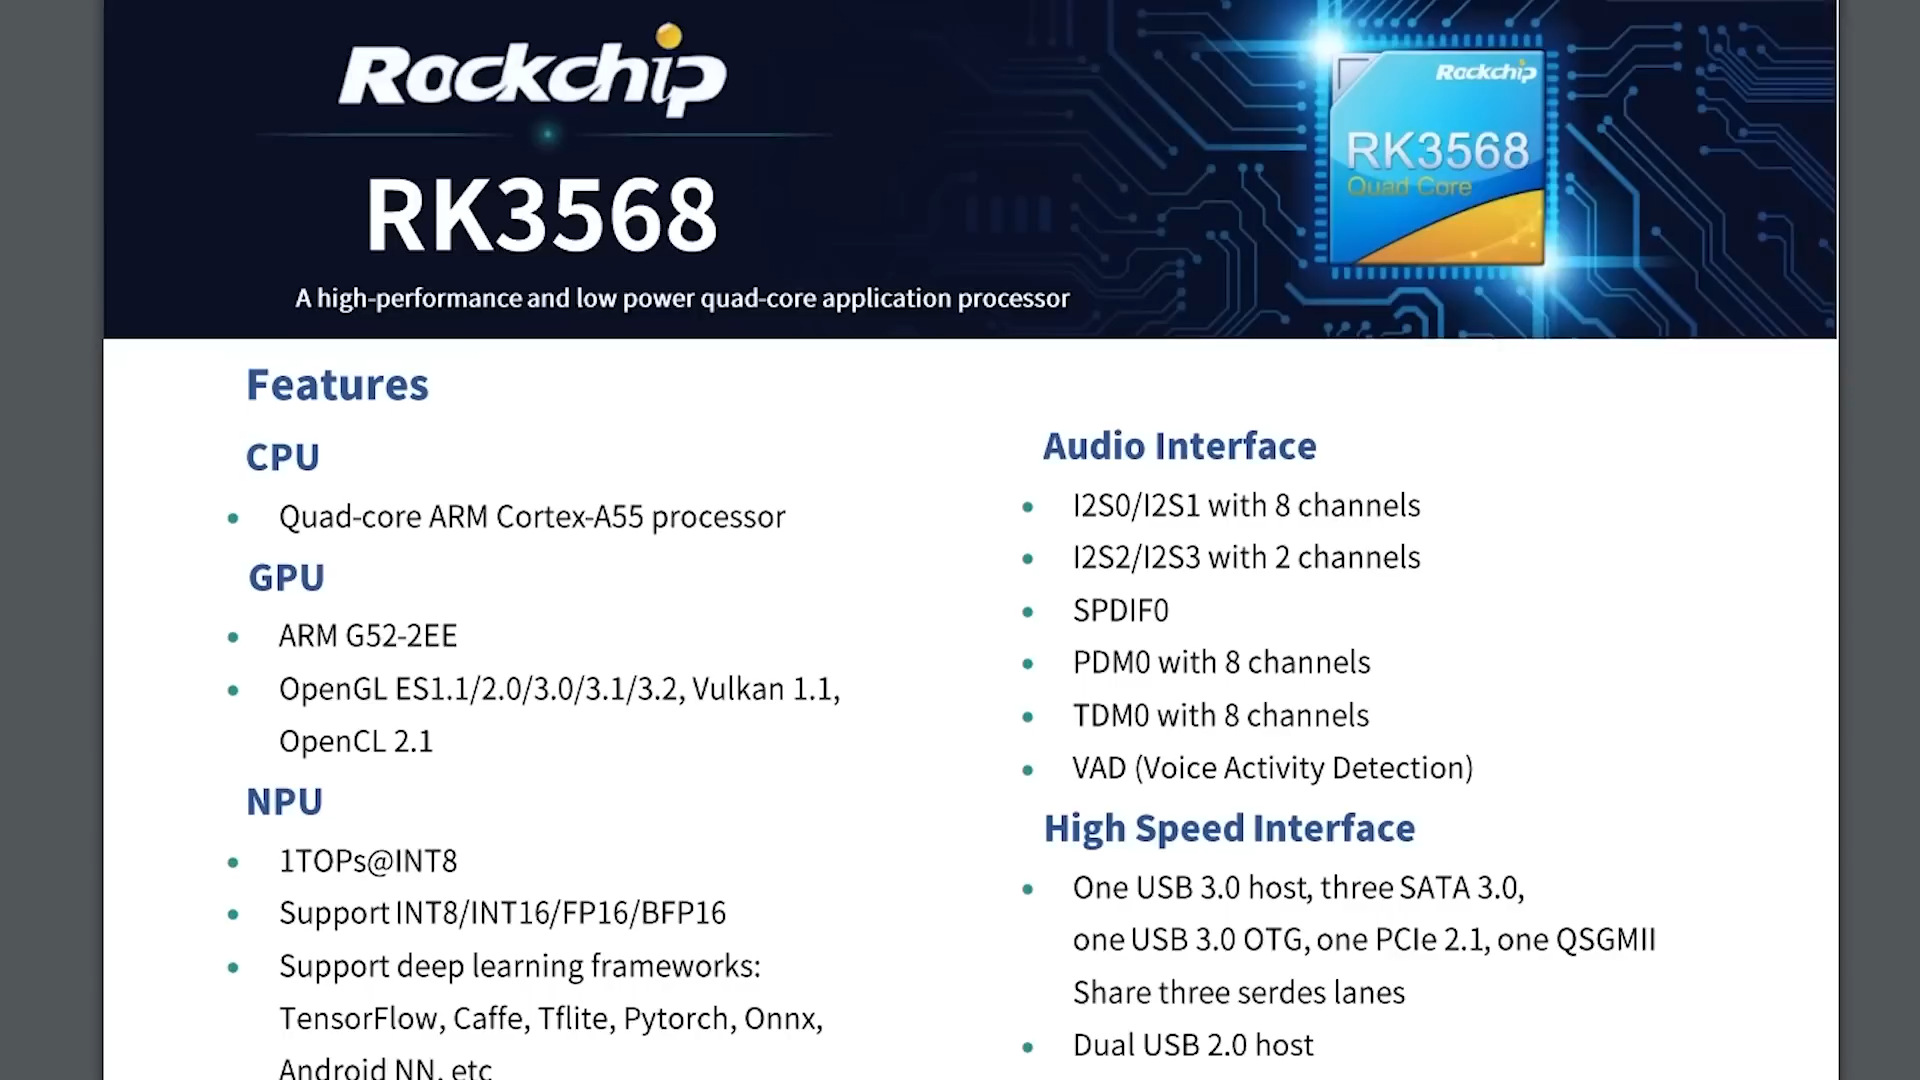 Rockchip
RK3568
A high-performance and low power quad-core application processor
Rockchip
RK3568
Quad Core
Features
CPU
• Quad-core ARM Cortex-A55 processor
GPU
• ARM G52-2EE
• OpenGL ES1.1/2.0/3.0/3.1/3.2, Vulkan 1.1,
OpenCL 2.1
NPU
• 1TOPs@INT8
• Support INT8/INT16/FP16/BFP16
• Support deep learning frameworks:
TensorFlow, Caffe, Tflite, Pytorch, Onnx,
Android NN, etc
Audio Interface
• I2S0/I2S1 with 8 channels
• I2S2/I2S3 with 2 channels
• SPDIF0
• PDM0 with 8 channels
• TDM0 with 8 channels
• VAD (Voice Activity Detection)
High Speed Interface
• One USB 3.0 host, three SATA 3.0,
one USB 3.0 OTG, one PCIe 2.1, one QSGMII
Share three serdes lanes
• Dual USB 2.0 host